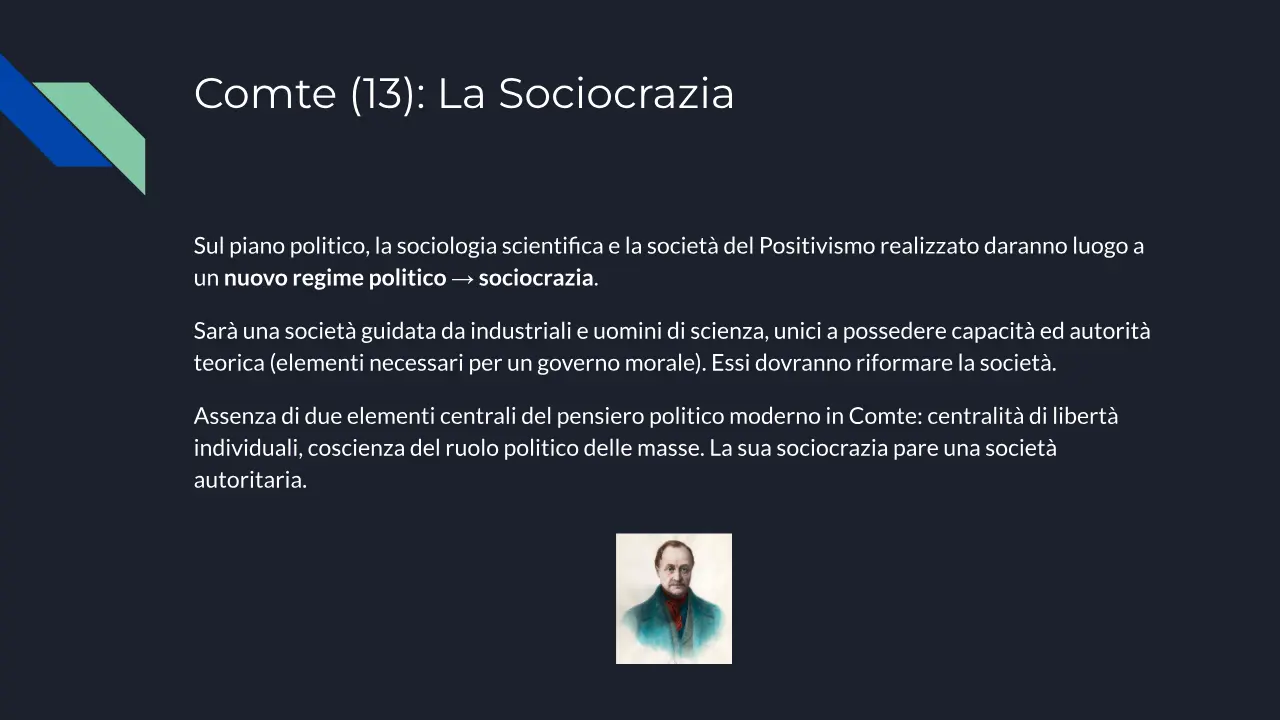 Comte (13): La Sociocrazia
Sul piano politico, la sociologia scientifica e la società del Positivismo realizzato daranno luogo a
un nuovo regime politico → sociocrazia.
Sarà una società guidata da industriali e uomini di scienza, unici a possedere capacità ed autorità
teorica (elementi necessari per un governo morale). Essi dovranno riformare la società.
Assenza di due elementi centrali del pensiero politico moderno in Comte: centralità di libertà
individuali, coscienza del ruolo politico delle masse. La sua sociocrazia pare una società
autoritaria.